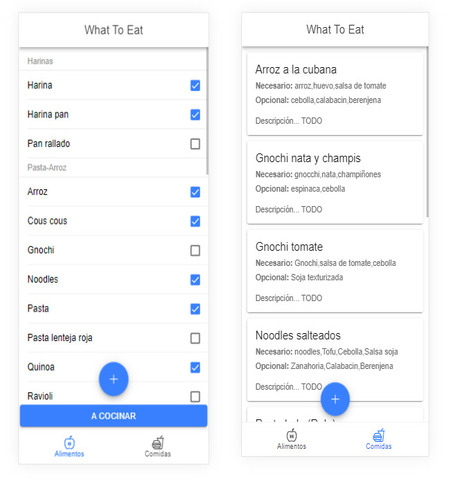 What To Eat
Harinas
Harina
Harina pan
Pan rallado
Pasta-Arroz
Arroz
Cous cous
Gnochi
Noodles
Pasta
Pasta lenteja roja
Quinoa
Ravioli
+
A COCINAR
Alimentos
Comidas
What To Eat
Arroz a la cubana
Necesario: arroz,huevo,salsa de tomate
Opcional: cebolla,calabacin,berenjena
Descripción... TODO
Gnochi nata y champis
Necesario: gnocchi,nata,champiñones
Opcional: espinaca,cebolla
Descripción... TODO
Gnochi tomate
Necesario: Gnochi,salsa de tomate,cebolla
Opcional: Soja texturizada
Descripción... TODO
Noodles salteados
Necesario: noodles,Tofu,Cebolla,Salsa soja
Opcional: Zanahoria,Calabacin,Berenjena
Descripción... TODO
+
Alimentos
Comidas